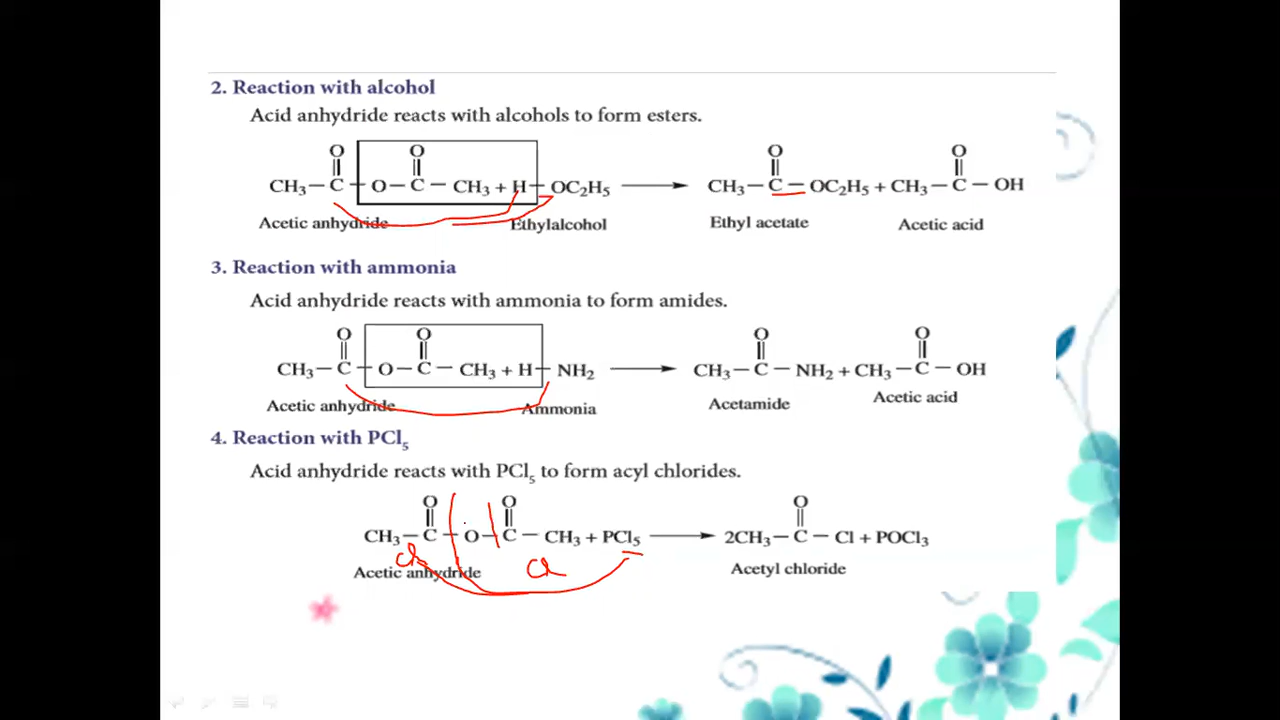 2. Reaction with alcohol
Acid anhydride reacts with alcohols to form esters.
O O O O
|| || || ||
CH₃ – C – O – C – CH₃ + H – OC₂H₅ ⟶ CH₃ – C – OC₂H₅ + CH₃ – C – OH
Acetic anhydride Ethylalcohol Ethyl acetate Acetic acid
3. Reaction with ammonia
Acid anhydride reacts with ammonia to form amides.
O O O O
|| || || ||
CH₃ – C – O – C – CH₃ + H – NH₂ ⟶ CH₃ – C – NH₂ + CH₃ – C – OH
Acetic anhydride Ammonia Acetamide Acetic acid
4. Reaction with PCl₅
Acid anhydride reacts with PCl₅ to form acyl chlorides.
O O O
|| || ||
CH₃ – C – O – C – CH₃ + PCl₅ ⟶ 2CH₃ – C – Cl + POCl₃
Cl Cl
Acetic anhydride Acetyl chloride